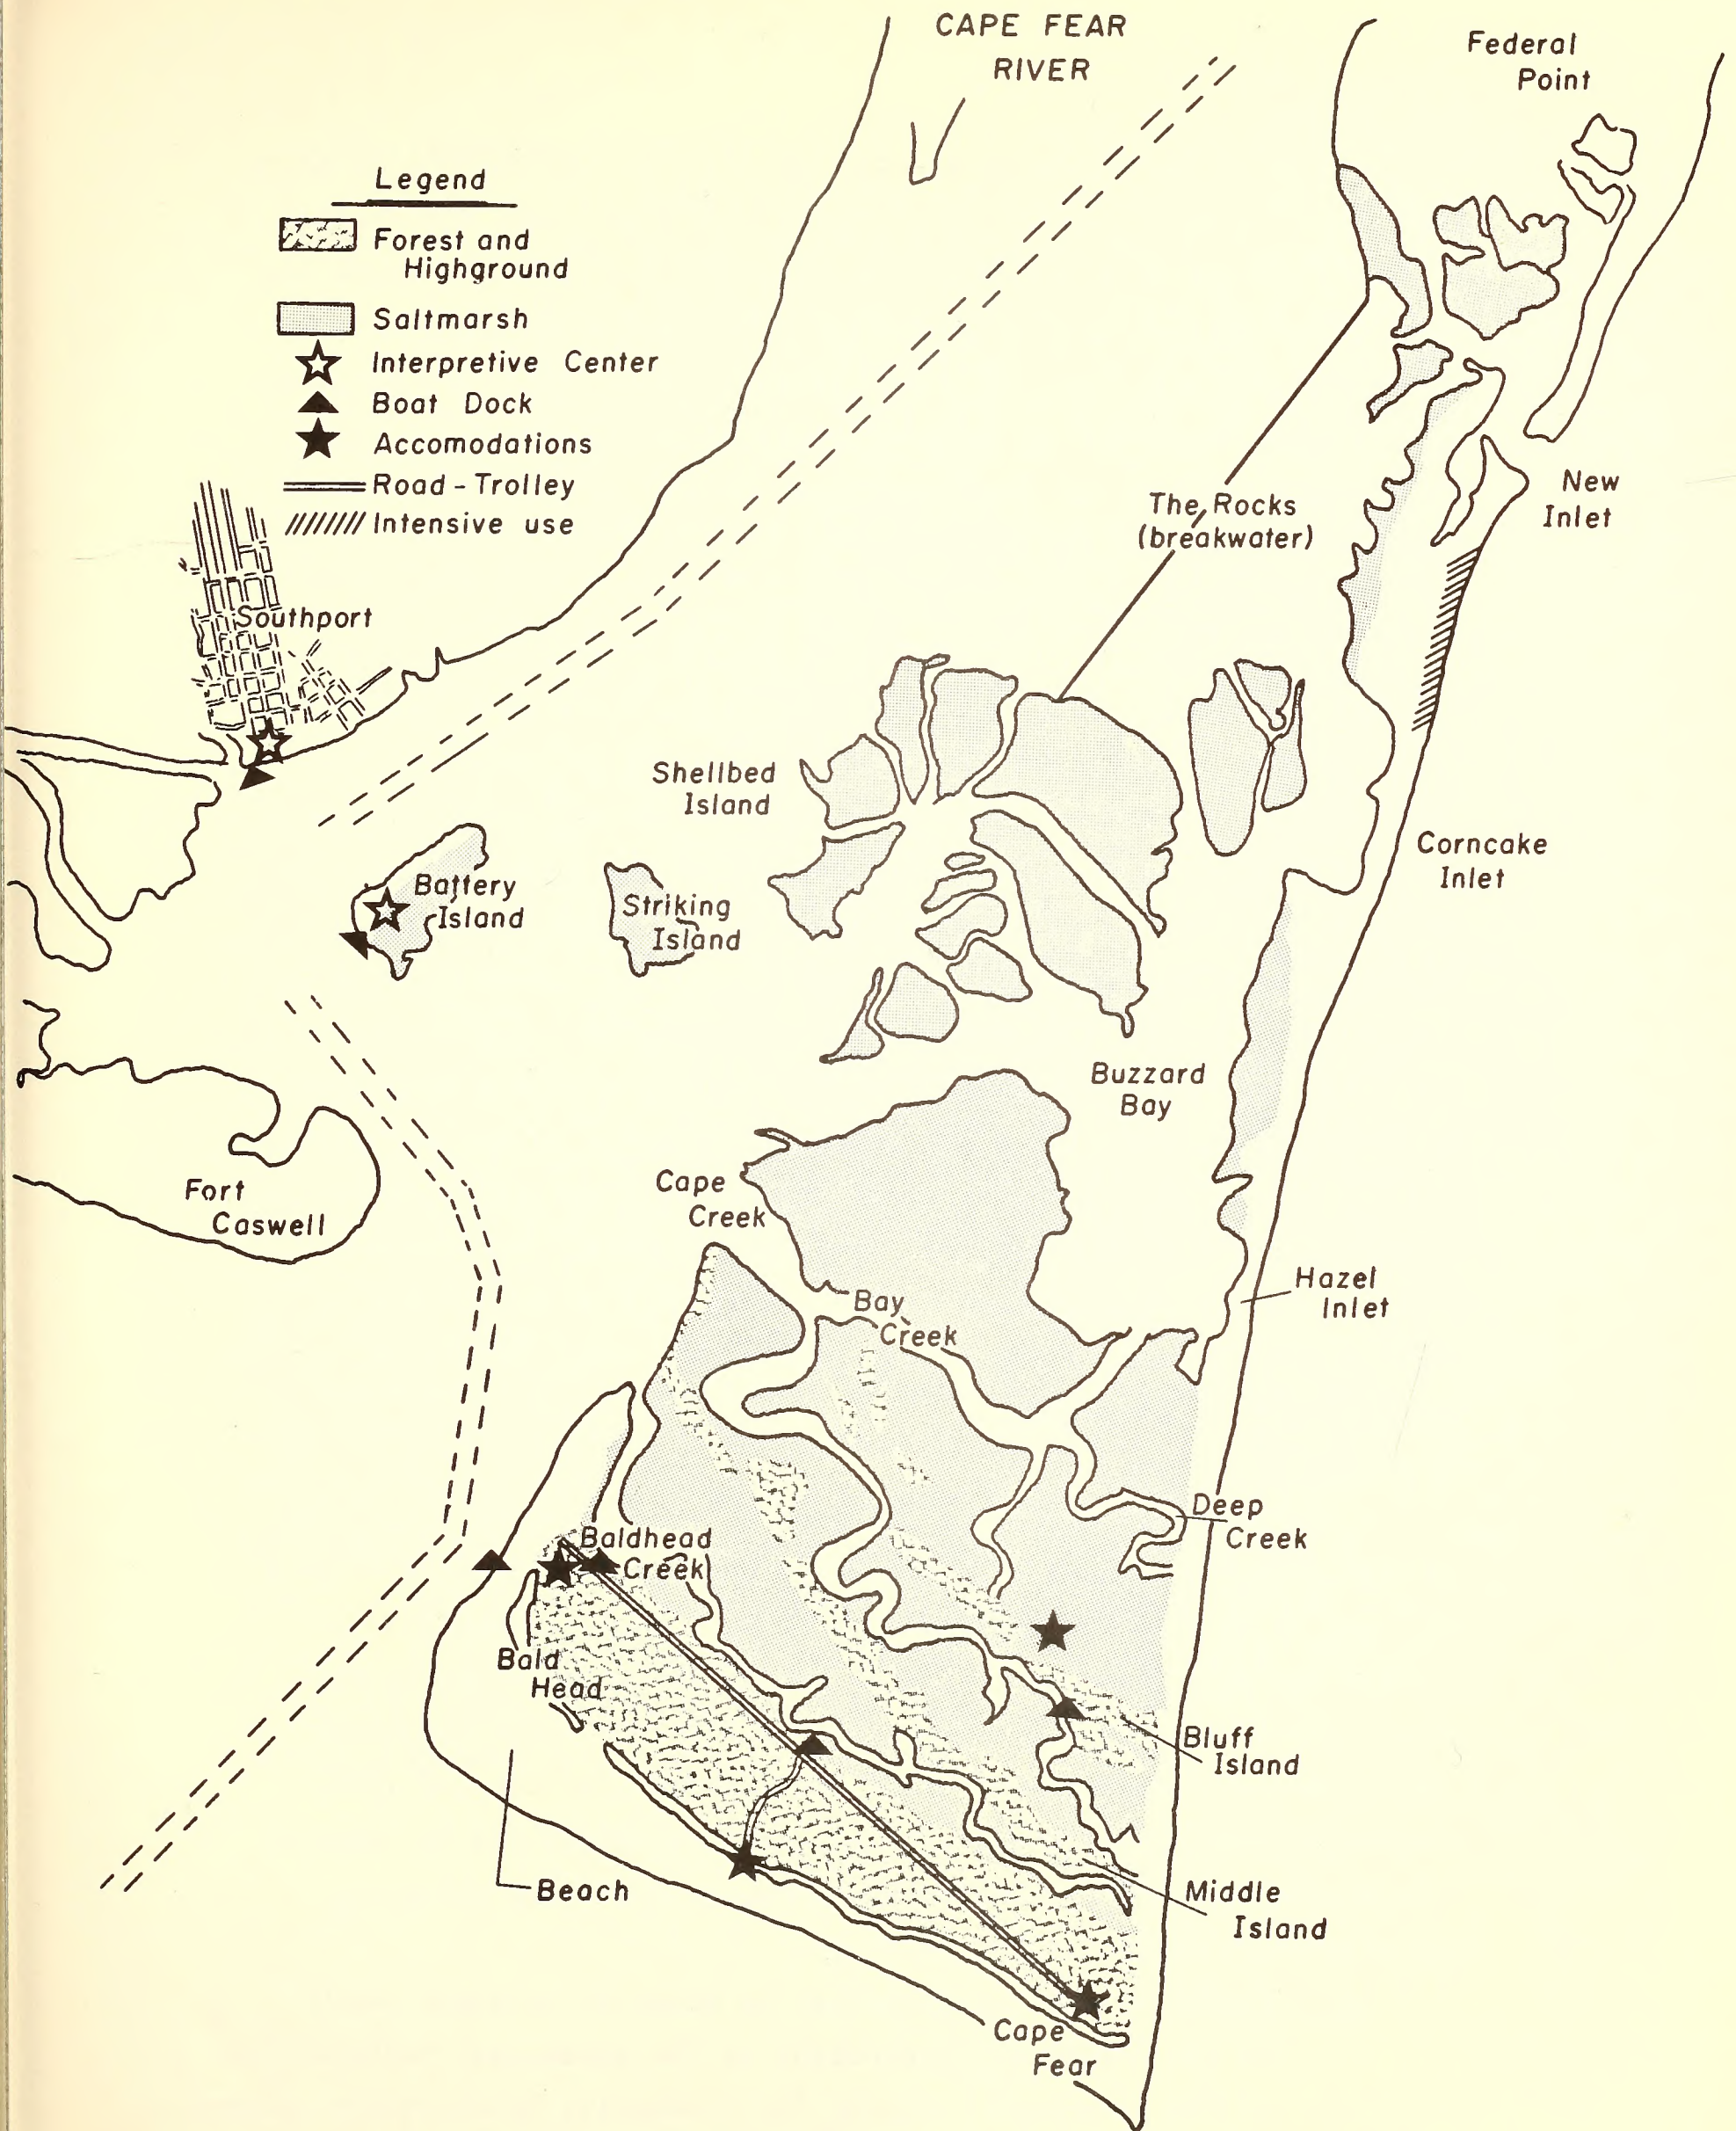 CAPE FEAR
RIVER
Federal
Point
Legend
Forest and
Highground
Saltmarsh
Interpretive Center
Boat Dock
Accomodations
Road-Trolley
Intensive use
New
Inlet
The Rocks
(breakwater)
Southport
Shellbed
Island
Corncake
Inlet
Battery
Island
Striking
Island
Buzzard
Bay
Cape
Creek
Fort
Caswell
Hazel
Inlet
Bay
Creek
Deep
Creek
Baldhead
Creek
Bald
Head
Bluff
Island
Beach
Middle
Island
Cape
Fear